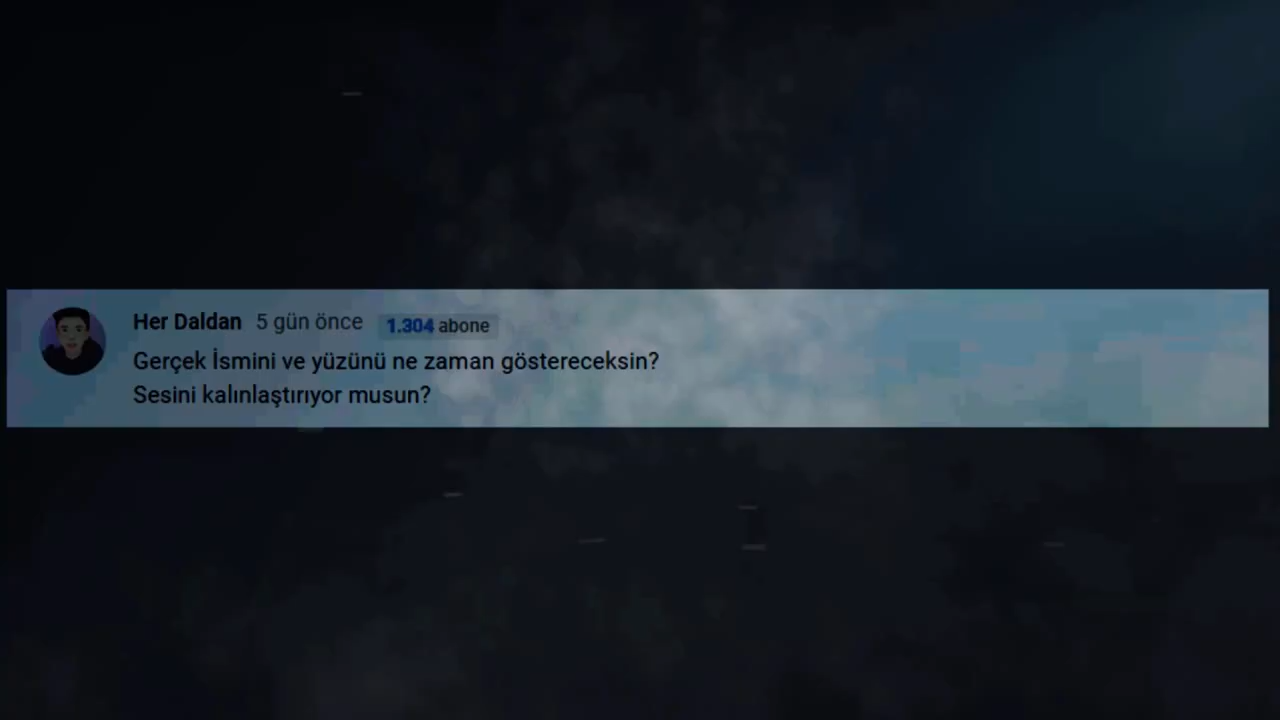 Her Daldan 5 gün önce 1.304 abone
Gerçek İsmini ve yüzünü ne zaman göstereceksin?
Sesini kalınlaştırıyor musun?